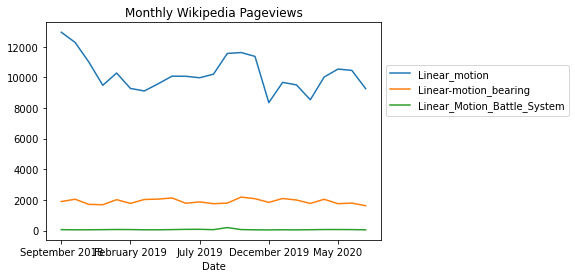 Monthly Wikipedia Pageviews
12000
10000
8000
6000
4000
2000
0
September 2018 February 2019 July 2019 December 2019 May 2020
Date
Linear_motion
Linear-motion_bearing
Linear_Motion_Battle_System